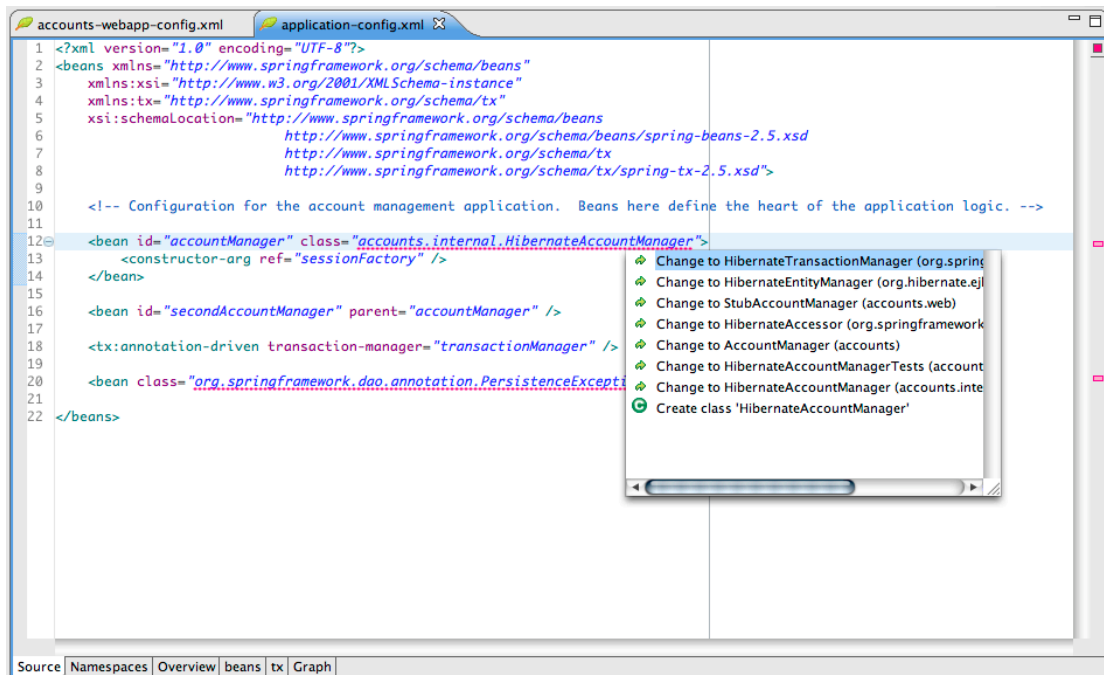 accounts-webapp-config.xml
application-config.xml
1 <?xml version="1.0" encoding="UTF-8"?>
2 <beans xmlns="http://www.springframework.org/schema/beans"
3 xmlns:xsi="http://www.w3.org/2001/XMLSchema-instance"
4 xmlns:tx="http://www.springframework.org/schema/tx"
5 xsi:schemaLocation="http://www.springframework.org/schema/beans
6 http://www.springframework.org/schema/beans/spring-beans-2.5.xsd
7 http://www.springframework.org/schema/tx
8 http://www.springframework.org/schema/tx/spring-tx-2.5.xsd">
9
10 <!-- Configuration for the account management application.  Beans here define the heart of the application logic. -->
11
12 <bean id="accountManager" class="accounts.internal.HibernateAccountManager">
13 <constructor-arg ref="sessionFactory" />
14 </bean>
15
16 <bean id="secondAccountManager" parent="accountManager" />
17
18 <tx:annotation-driven transaction-manager="transactionManager" />
19
20 <bean class="org.springframework.dao.annotation.PersistenceExcepti
21
22 </beans>
Change to HibernateTransactionManager (org.spring
Change to HibernateEntityManager (org.hibernate.ejl
Change to StubAccountManager (accounts.web)
Change to HibernateAccessor (org.springframework
Change to AccountManager (accounts)
Change to HibernateAccountManagerTests (account
Change to HibernateAccountManager (accounts.inte
Create class 'HibernateAccountManager'
Source Namespaces Overview beans tx Graph